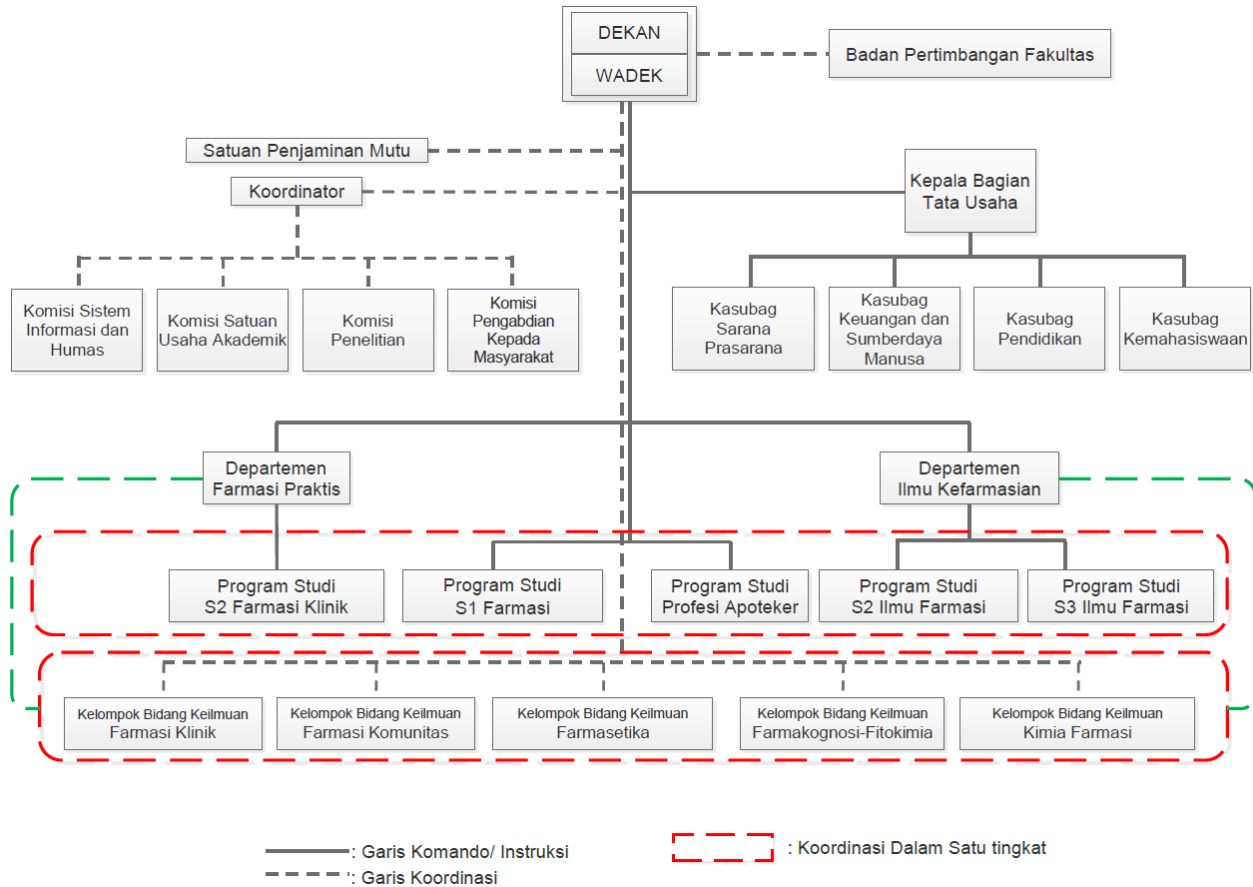 DEKAN
WADEK
Badan Pertimbangan Fakultas
Satuan Penjaminan Mutu
Koordinator
Kepala Bagian
Tata Usaha
Komisi Sistem
Informasi dan
Humas
Komisi Satuan
Usaha Akademik
Komisi
Penelitian
Komisi
Pengabdian
Kepada
Masyarakat
Kasubag
Sarana
Prasarana
Kasubag
Keuangan dan
Sumberdaya
Manusa
Kasubag
Pendidikan
Kasubag
Kemahasiswaan
Departemen
Farmasi Praktis
Departemen
Ilmu Kefarmasian
Program Studi
S2 Farmasi Klinik
Program Studi
S1 Farmasi
Program Studi
Profesi Apoteker
Program Studi
S2 Ilmu Farmasi
Program Studi
S3 Ilmu Farmasi
Kelompok Bidang Keilmuan
Farmasi Klinik
Kelompok Bidang Keilmuan
Farmasi Komunitas
Kelompok Bidang Keilmuan
Farmasetika
Kelompok Bidang Keilmuan
Farmakognosi-Fitokimia
Kelompok Bidang Keilmuan
Kimia Farmasi
: Garis Komando/ Instruksi
: Garis Koordinasi
: Koordinasi Dalam Satu tingkat